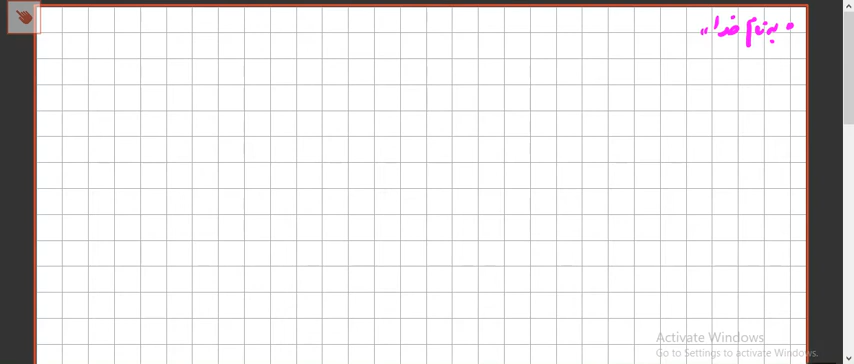 به نام خدا"
Activate Windows
Go to Settings to activate Windows.